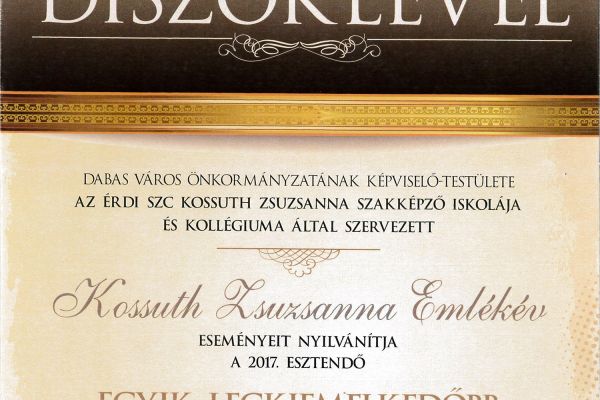 DÍSZOKLEVÉL
DABAS VÁROS ÖNKORMÁNYZATÁNAK KÉPVISELŐ-TESTÜLETE
AZ ÉRDI SZC KOSSUTH ZSUZSANNA SZAKKÉPZŐ ISKOLÁJA
ÉS KOLLÉGIUMA ÁLTAL SZERVEZETT
Kossuth Zsuzsanna Emlékév
ESEMÉNYEIT NYILVÁNÍTJA
A 2017. ESZTENDŐ
EGYIK LEGKIEMELKEDŐBB